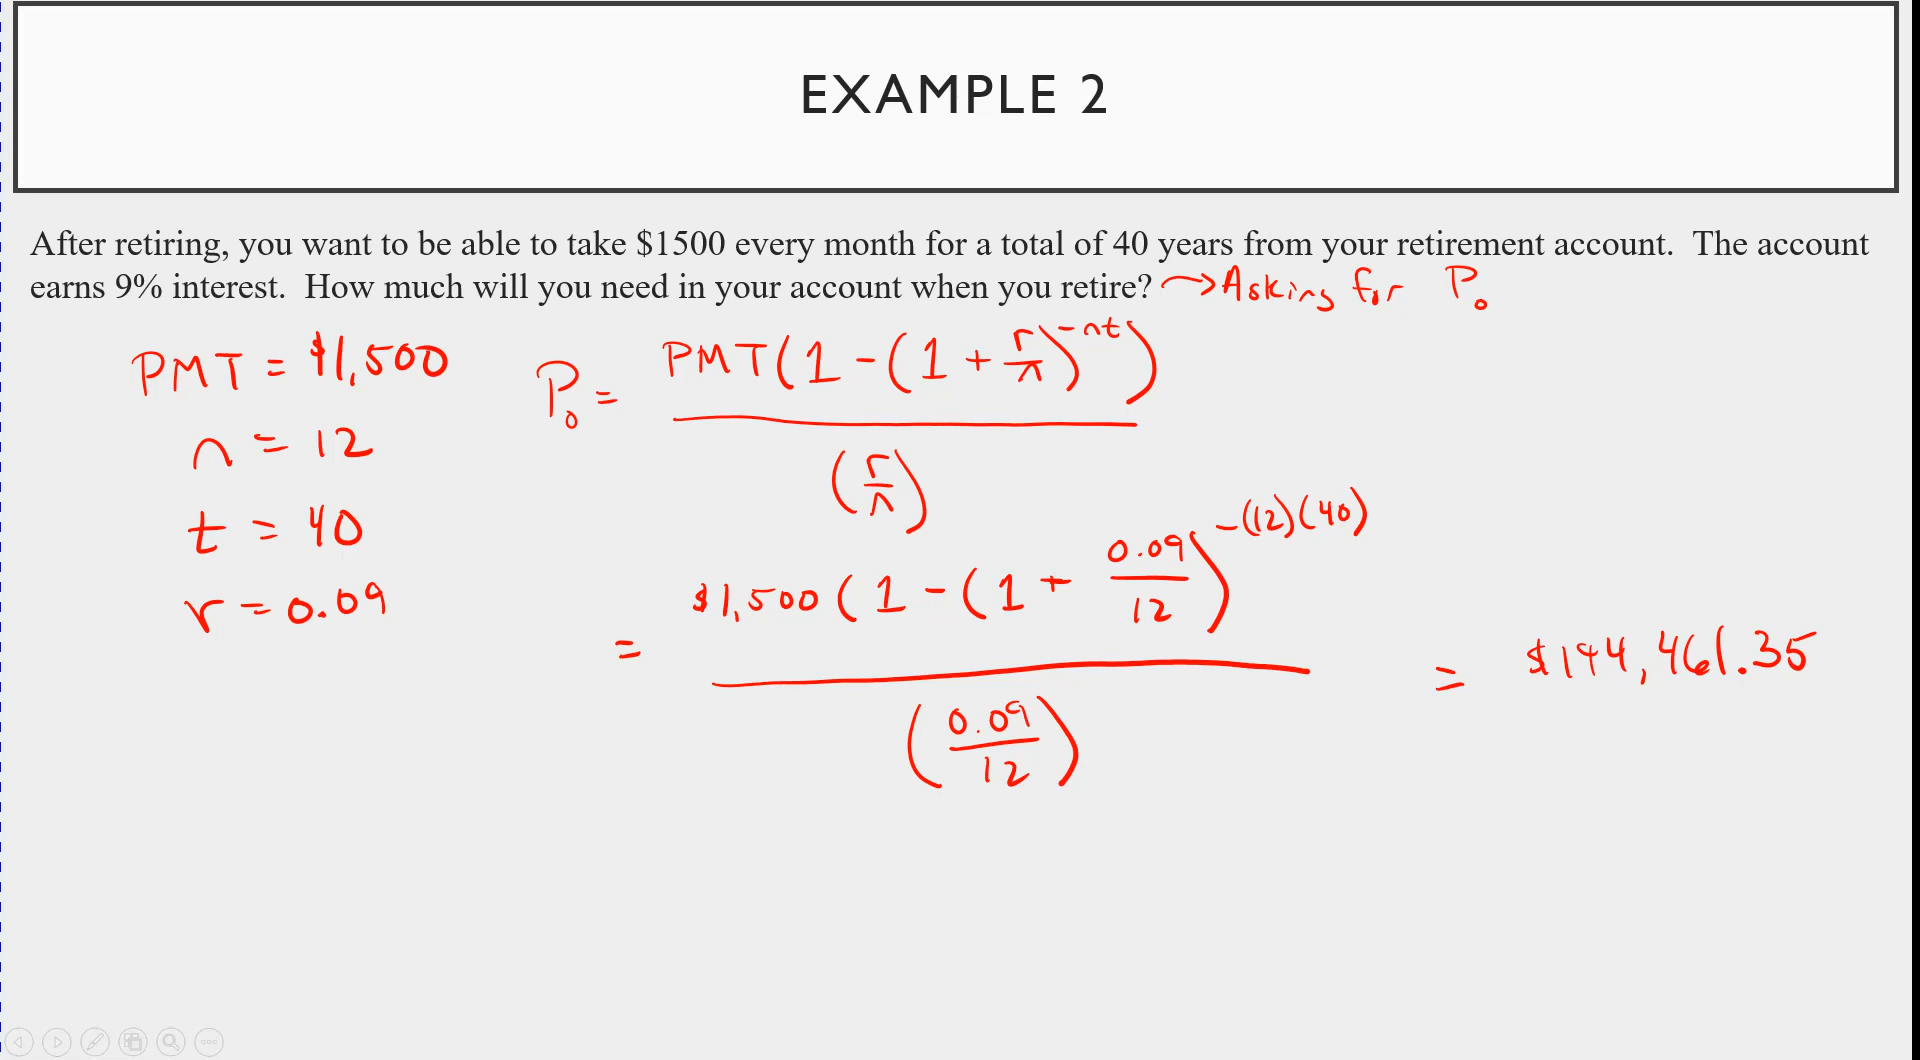 EXAMPLE 2
After retiring, you want to be able to take $1500 every month for a total of 40 years from your retirement account. The account
earns 9% interest. How much will you need in your account when you retire? → Asking for P₀
PMT = $1,500
n = 12
t = 40
r = 0.09
P₀ = PMT(1 - (1 + r/n)^-nt) / (r/n)
= $1,500(1 - (1 + 0.09/12)^-(12)(40) / (0.09/12) = $194,461.35